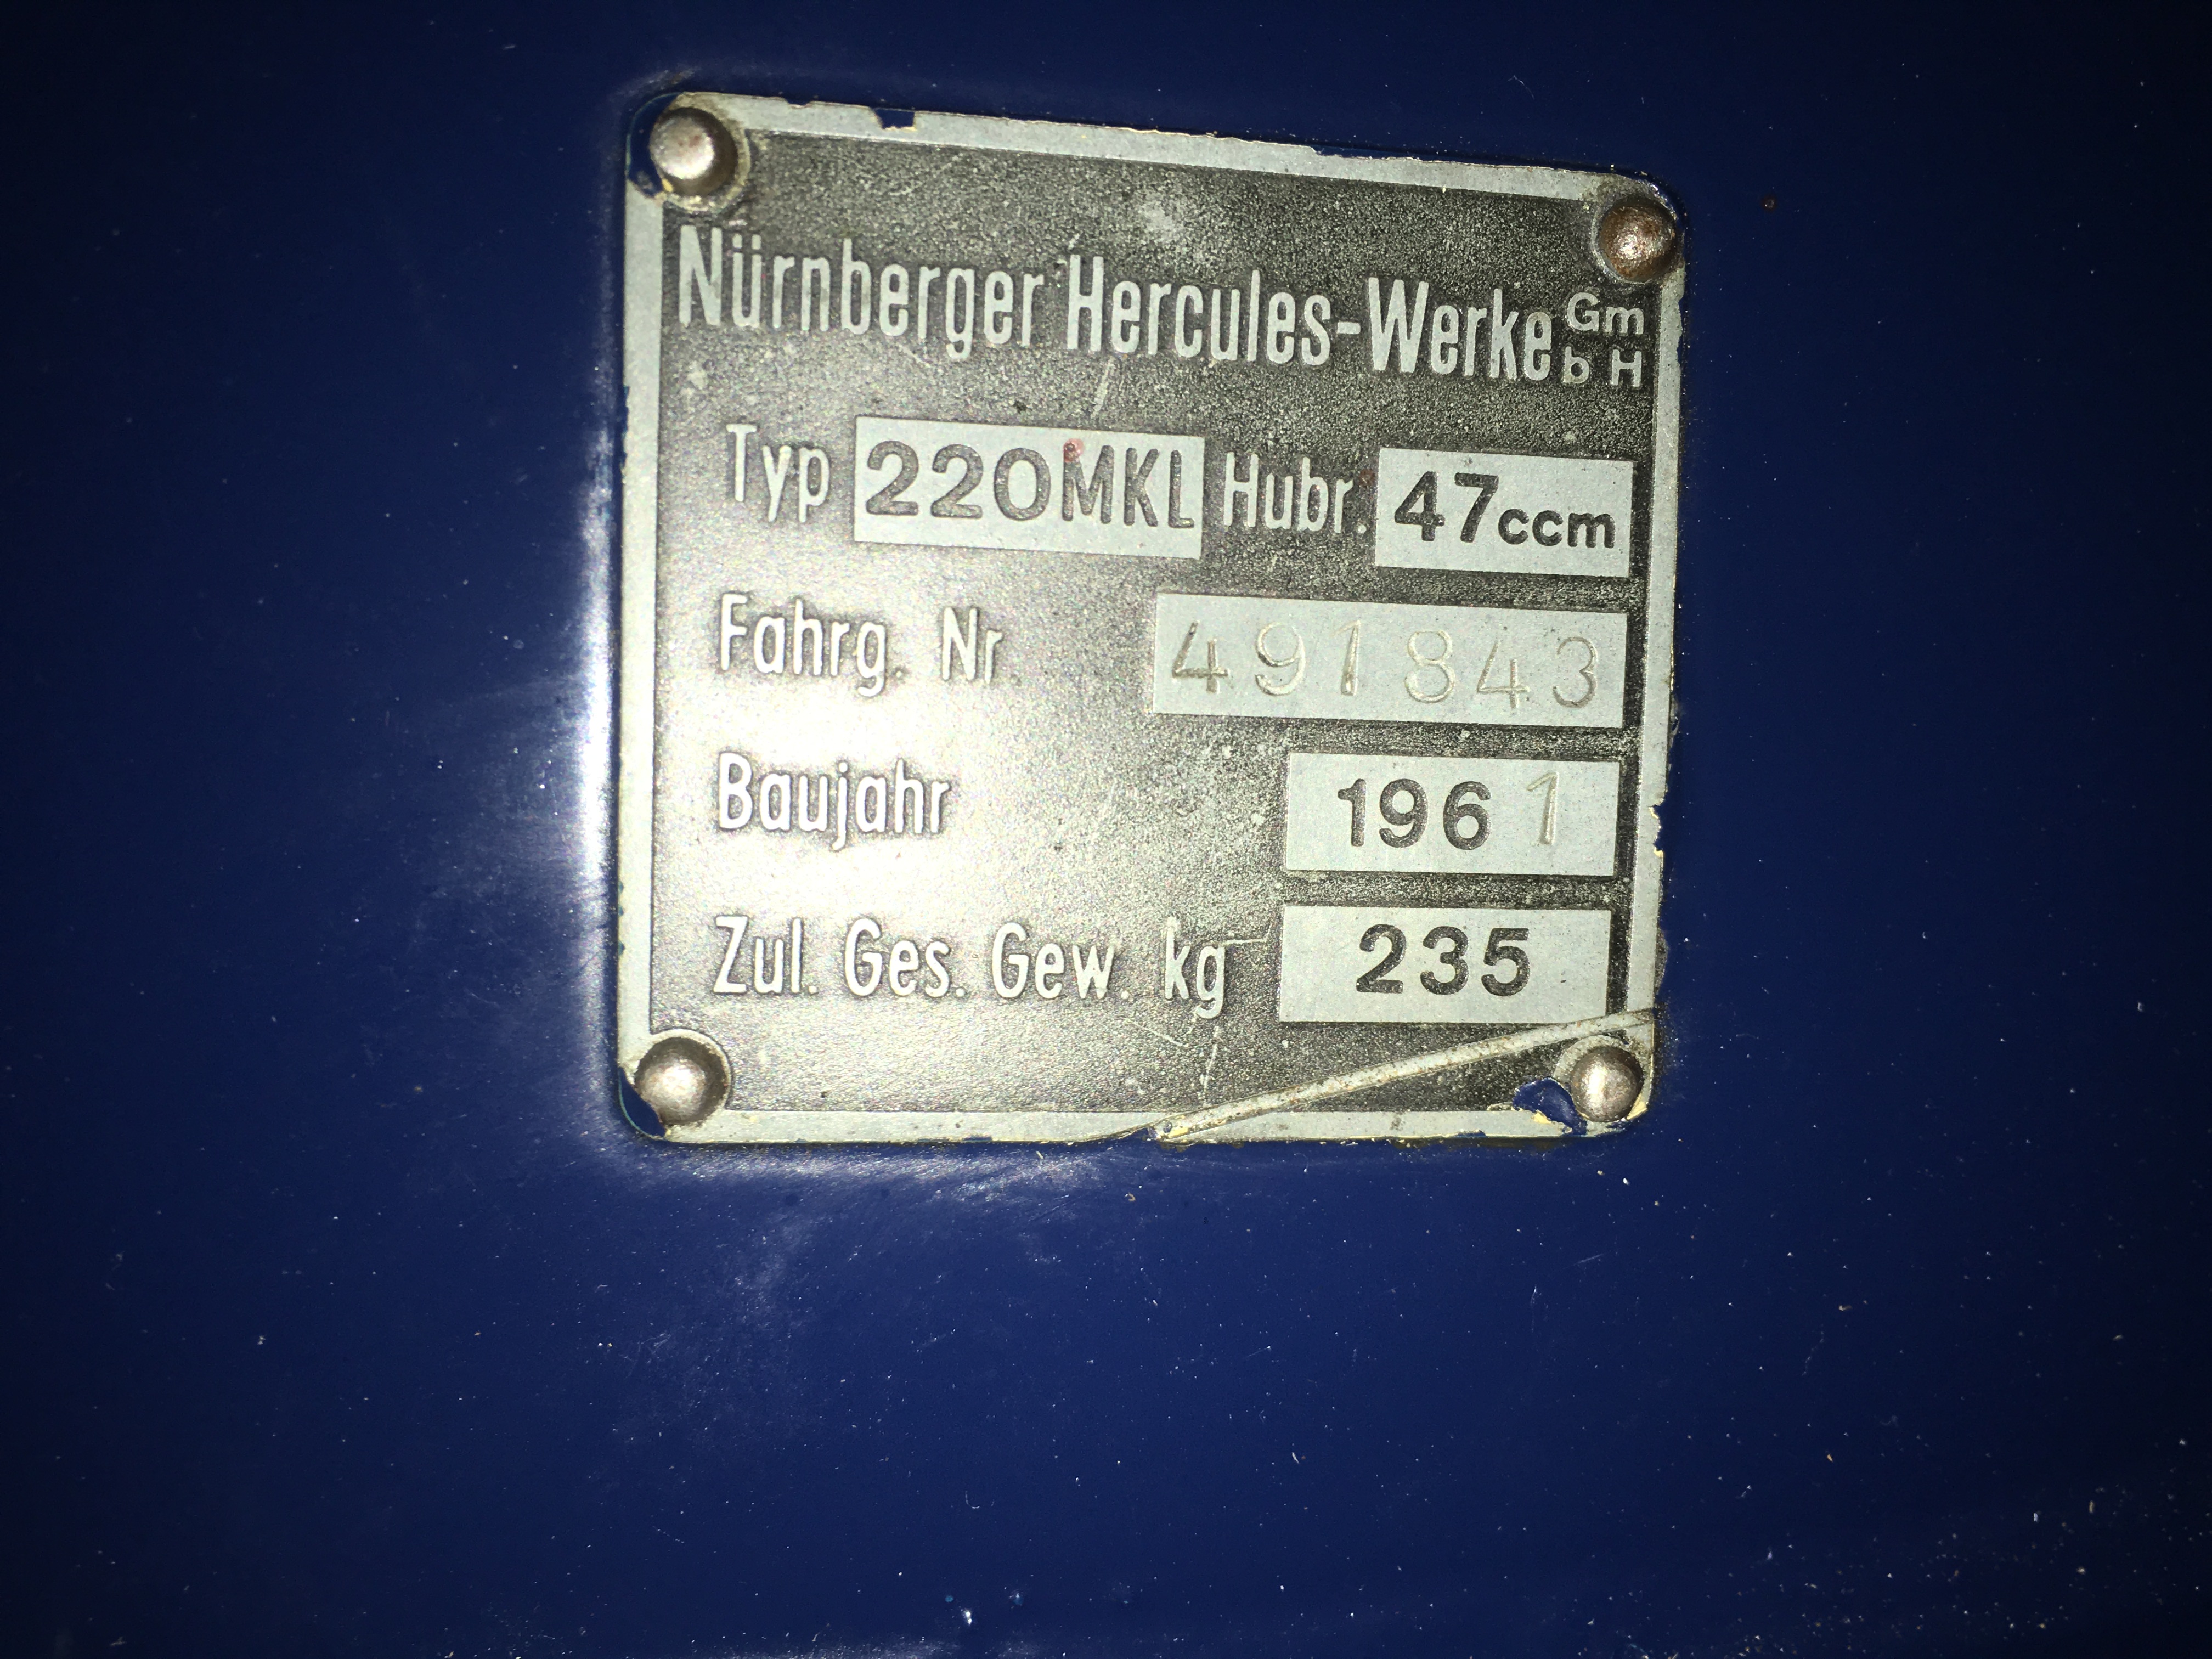 Nürnberger Hercules-Werke GmbH
Typ 220MKL Hubr. 47ccm
Fahrg. Nr. 491843
Baujahr 1961
Zul. Ges. Gew. kg 235